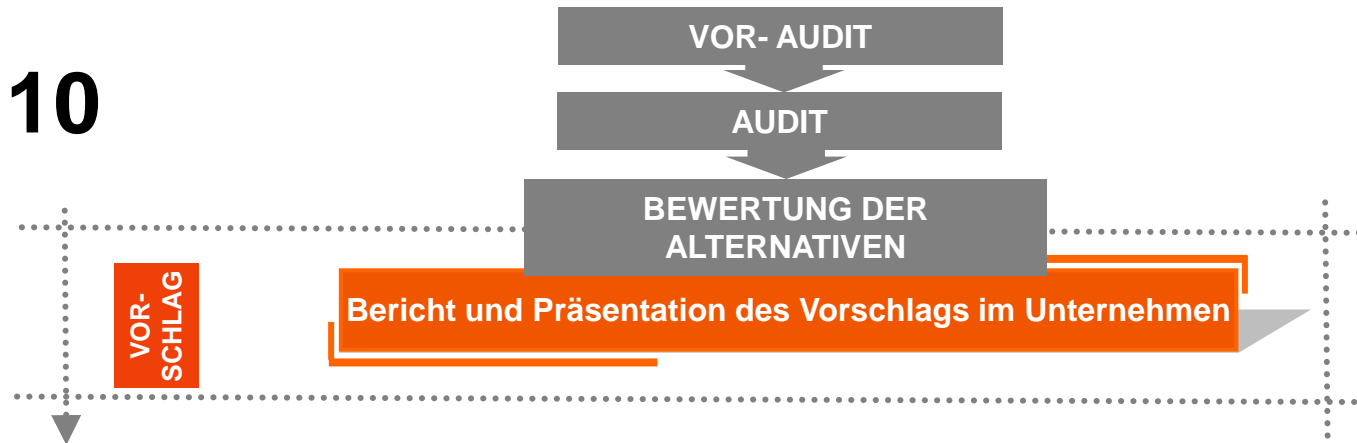 VOR- AUDIT
10
AUDIT
BEWERTUNG DER
ALTERNATIVEN
VOR-
SCHLAG
Bericht und Präsentation des Vorschlags im Unternehmen